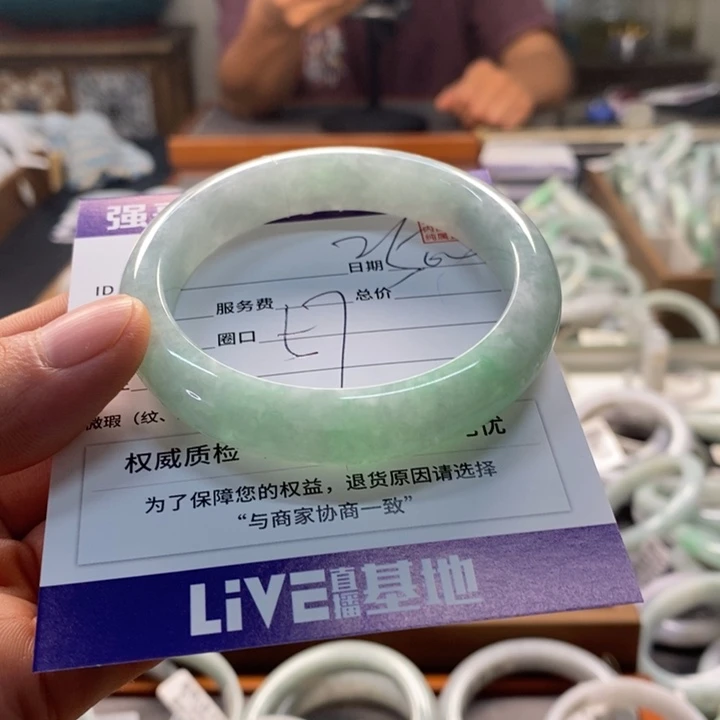 强
ID
日期
服务费
总价
圈口
微瑕（纹、
权威质检
优
为了保障您的权益，退货原因请选择
“与商家协商一致”
LiVE直播基地